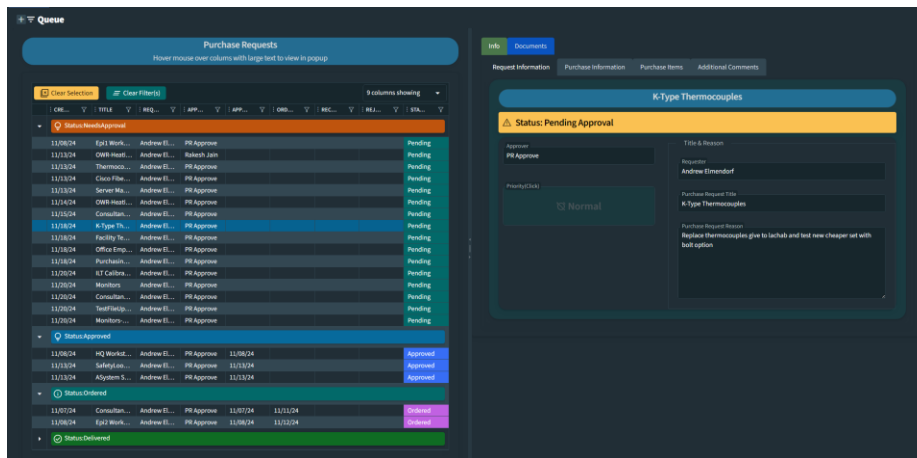 Queue
Purchase Requests
Hover mouse over colums with large text to view in popup
Clear Selection Clear Filter(s) 9 columns showing
CRE... TITLE REQ... APP... APP... ORD... REC... REJ... STA...
Status:NeedsApproval
11/08/24 Epi1 Work... Andrew El... PR Approve Pending
11/13/24 OWR-Heati... Andrew El... Rakesh Jain Pending
11/13/24 Thermoco... Andrew El... PR Approve Pending
11/13/24 Cisco Fibe... Andrew El... PR Approve Pending
11/13/24 Server Ma... Andrew El... PR Approve Pending
11/14/24 OWR-Heati... Andrew El... PR Approve Pending
11/15/24 Consultan... Andrew El... PR Approve Pending
11/18/24 K-Type Th... Andrew El... PR Approve Pending
11/18/24 Facility Te... Andrew El... PR Approve Pending
11/18/24 Office Emp... Andrew El... PR Approve Pending
11/18/24 Purchasin... Andrew El... PR Approve Pending
11/20/24 ILT Calibra... Andrew El... PR Approve Pending
11/20/24 Monitors Andrew El... PR Approve Pending
11/20/24 Consultan... Andrew El... PR Approve Pending
11/20/24 TestFileUp... Andrew El... PR Approve Pending
11/20/24 Monitors-... Andrew El... PR Approve Pending
Status:Approved
11/08/24 HQ Workst... Andrew El... PR Approve 11/08/24 Approved
11/13/24 SafetyLoo... Andrew El... PR Approve 11/13/24 Approved
11/13/24 ASystem S... Andrew El... PR Approve 11/13/24 Approved
Status:Ordered
11/07/24 Consultan... Andrew El... PR Approve 11/07/24 11/11/24 Ordered
11/08/24 Epi2 Work... Andrew El... PR Approve 11/08/24 11/12/24 Ordered
Status:Delivered
Info Documents
Request Information Purchase Information Purchase Items Additional Comments
K-Type Thermocouples
Status: Pending Approval
Approver
PR Approve
Priority(Click)
Normal
Title & Reason
Requester
Andrew Elmendorf
Purchase Request Title
K-Type Thermocouples
Purchase Request Reason
Replace thermocouples give to lachab and test new cheaper set with
bolt option